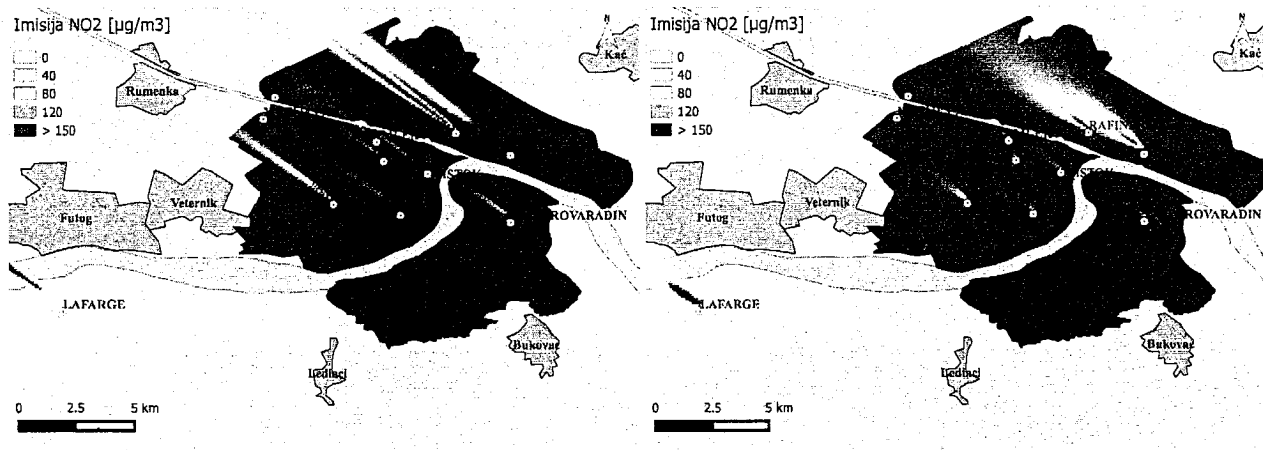 Imisija NO2 [µg/m3]
0
40
80
120
> 150
N
Kać
Rumenka
Futog
Veternik
ROVARADIN
LAFARGE
Bukovac
Ledinci
0 2.5 5 km
Imisija NO2 [µg/m3]
0
40
80
120
> 150
N
Kać
Rumenka
RAFIN
Futog
Veternik
ROVARADIN
LAFARGE
Bukovac
Ledinci
0 2.5 5 km